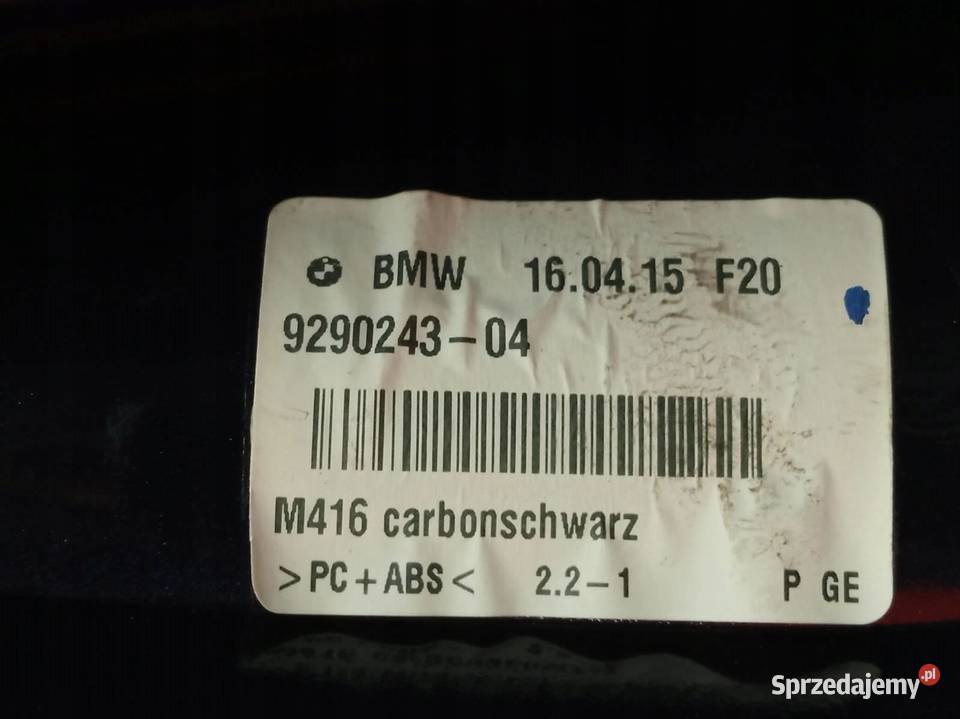 BMW 16.04.15 F20
9290243-04
M416 carbonschwarz
>PC+ABS< 2.2-1 P GE
Sprzedajemy.pl